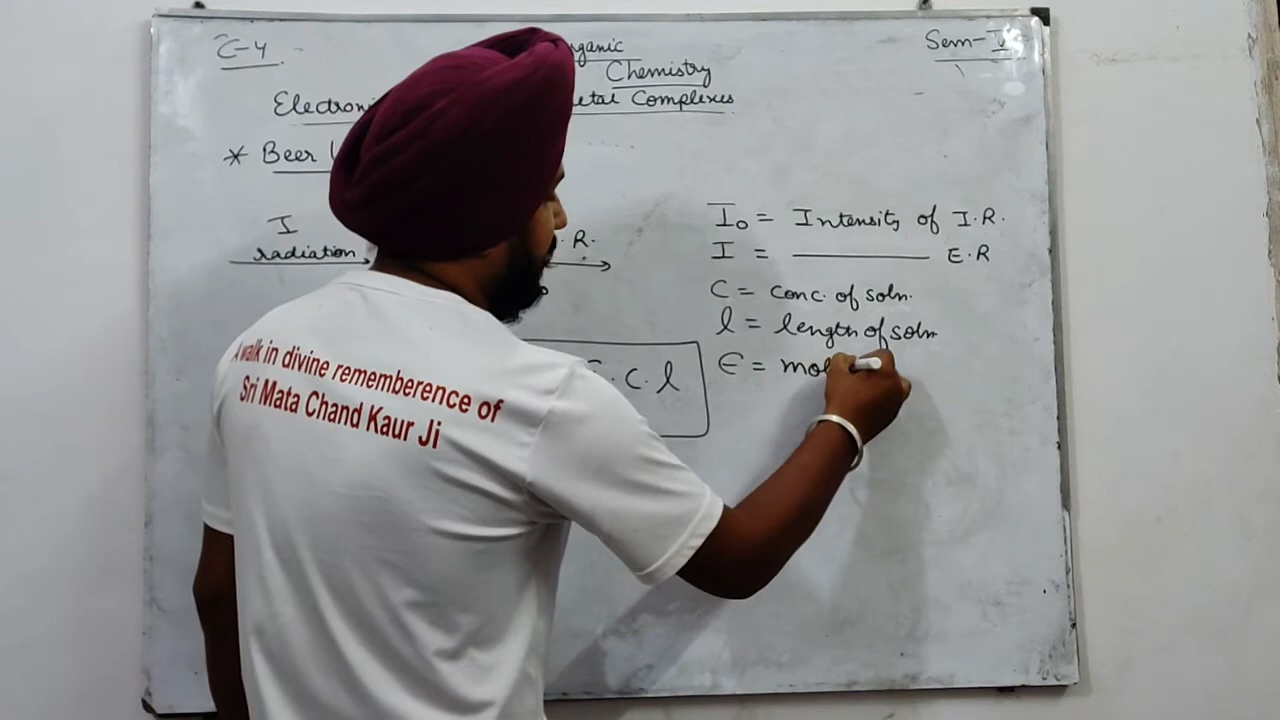 C-4
Sem-V
ganic
Chemistry
Electroni
etal Complexes
* Beer
I
radiation
R.
I₀ = Intensity of I.R.
I = ——— E.R
C = conc. of soln.
l = length of soln
ϵ = mol
. C. l
A walk in divine rememberence of
Sri Mata Chand Kaur Ji